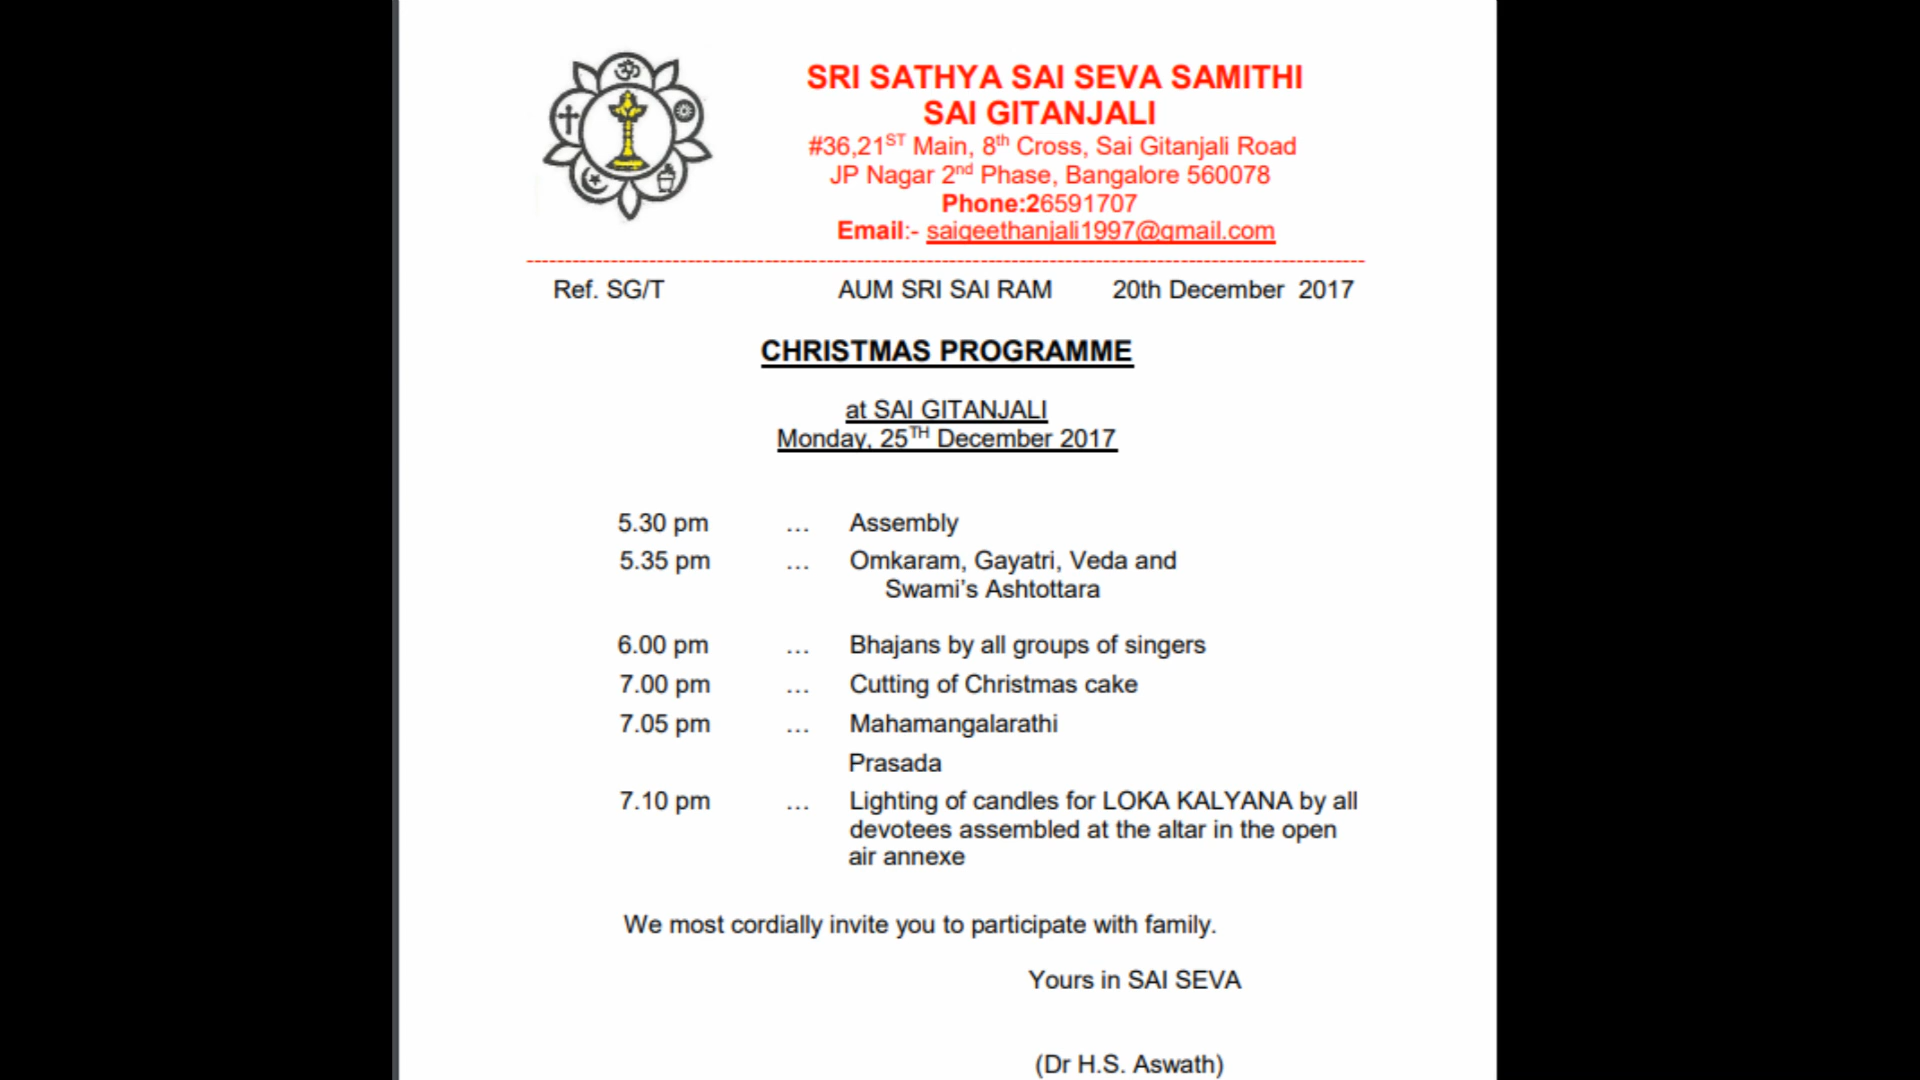 SRI SATHYA SAI SEVA SAMITHI
SAI GITANJALI
#36,21ST Main, 8th Cross, Sai Gitanjali Road
JP Nagar 2nd Phase, Bangalore 560078
Phone:26591707
Email:- saigeethanjali1997@gmail.com
Ref. SG/T AUM SRI SAI RAM 20th December 2017
CHRISTMAS PROGRAMME
at SAI GITANJALI
Monday, 25TH December 2017
5.30 pm … Assembly
5.35 pm … Omkaram, Gayatri, Veda and
Swami’s Ashtottara
6.00 pm … Bhajans by all groups of singers
7.00 pm … Cutting of Christmas cake
7.05 pm … Mahamangalarathi
Prasada
7.10 pm … Lighting of candles for LOKA KALYANA by all
devotees assembled at the altar in the open
air annexe
We most cordially invite you to participate with family.
Yours in SAI SEVA
(Dr H.S. Aswath)